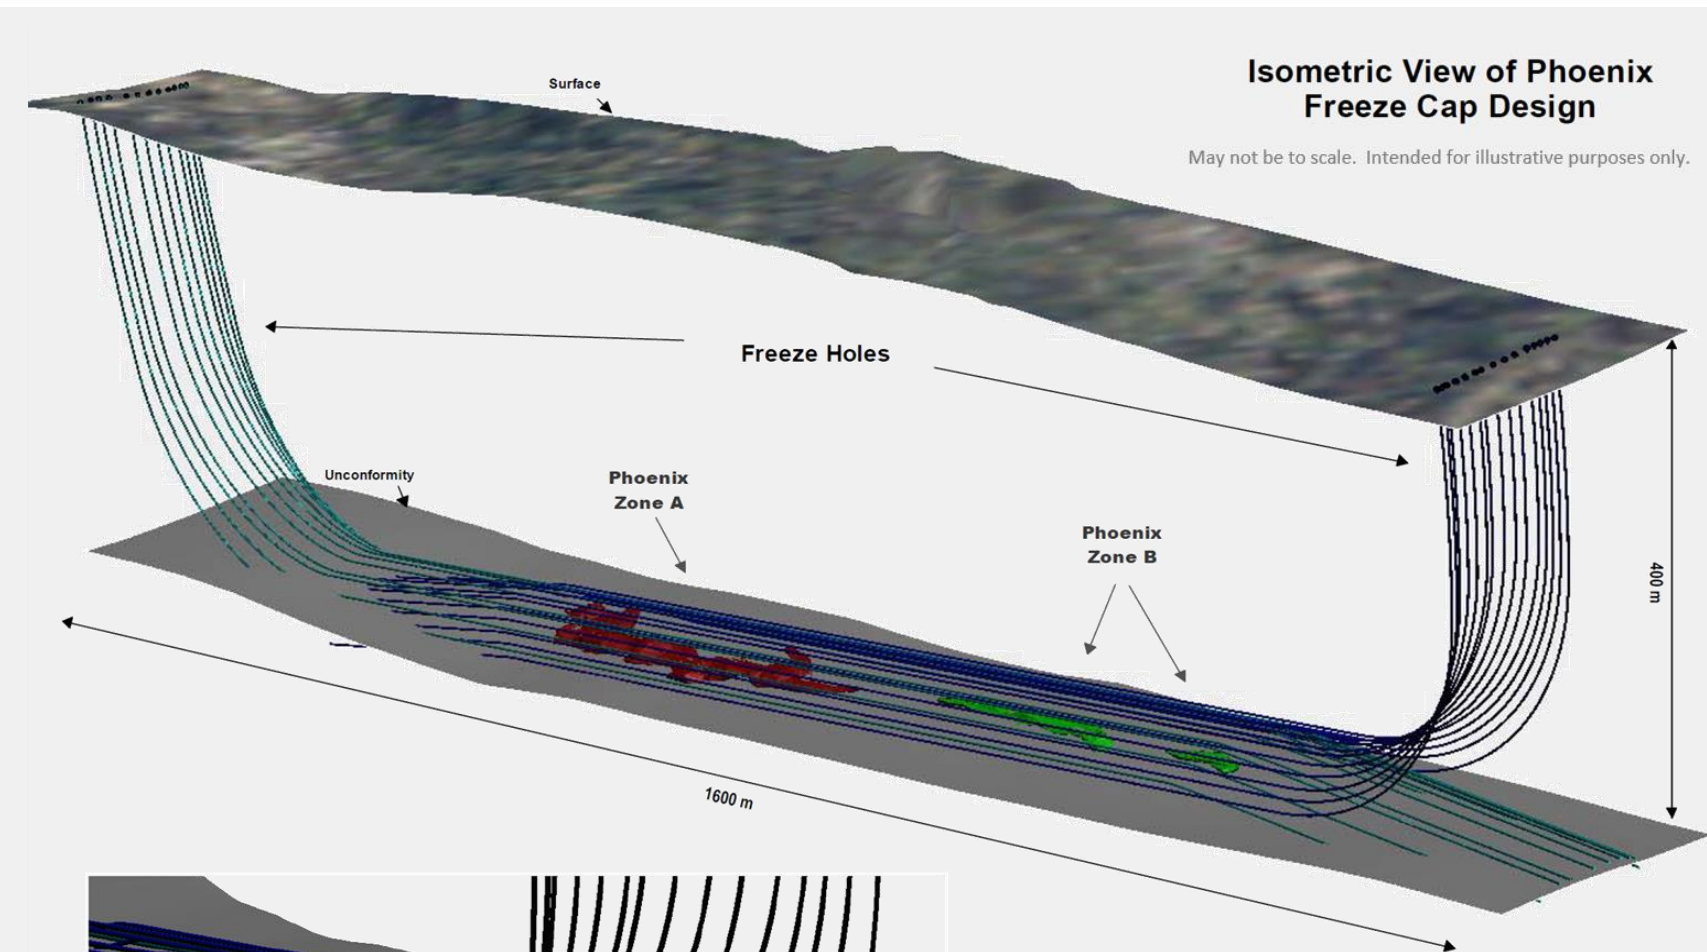 Isometric View of Phoenix
Freeze Cap Design
May not be to scale. Intended for illustrative purposes only.
Surface
Freeze Holes
Unconformity
Phoenix
Zone A
Phoenix
Zone B
400 m
1600 m